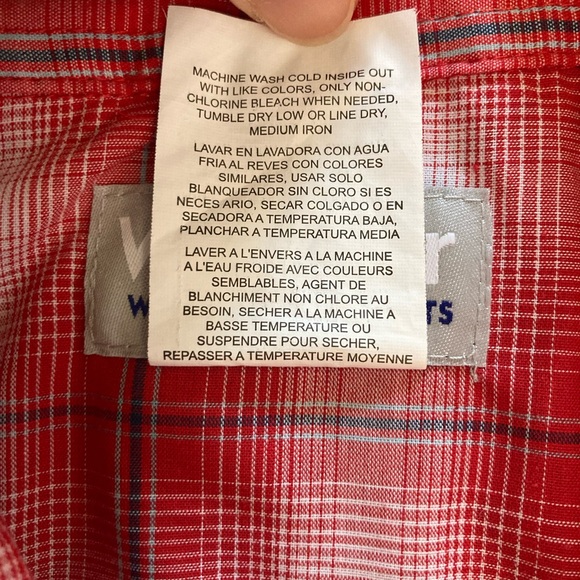 MACHINE WASH COLD INSIDE OUT
WITH LIKE COLORS, ONLY NON-
CHLORINE BLEACH WHEN NEEDED,
TUMBLE DRY LOW OR LINE DRY,
MEDIUM IRON
LAVAR EN LAVADORA CON AGUA
FRIA AL REVES CON COLORES
SIMILARES, USAR SOLO
BLANQUEADOR SIN CLORO SI ES
NECES ARIO, SECAR COLGADO O EN
SECADORA A TEMPERATURA BAJA,
PLANCHAR A TEMPERATURA MEDIA
LAVER A L'ENVERS A LA MACHINE
A L'EAU FROIDE AVEC COULEURS
SEMBLABLES, AGENT DE
BLANCHIMENT NON CHLORE AU
BESOIN, SECHER A LA MACHINE A
BASSE TEMPERATURE OU
SUSPENDRE POUR SECHER,
REPASSER A TEMPERATURE MOYENNE